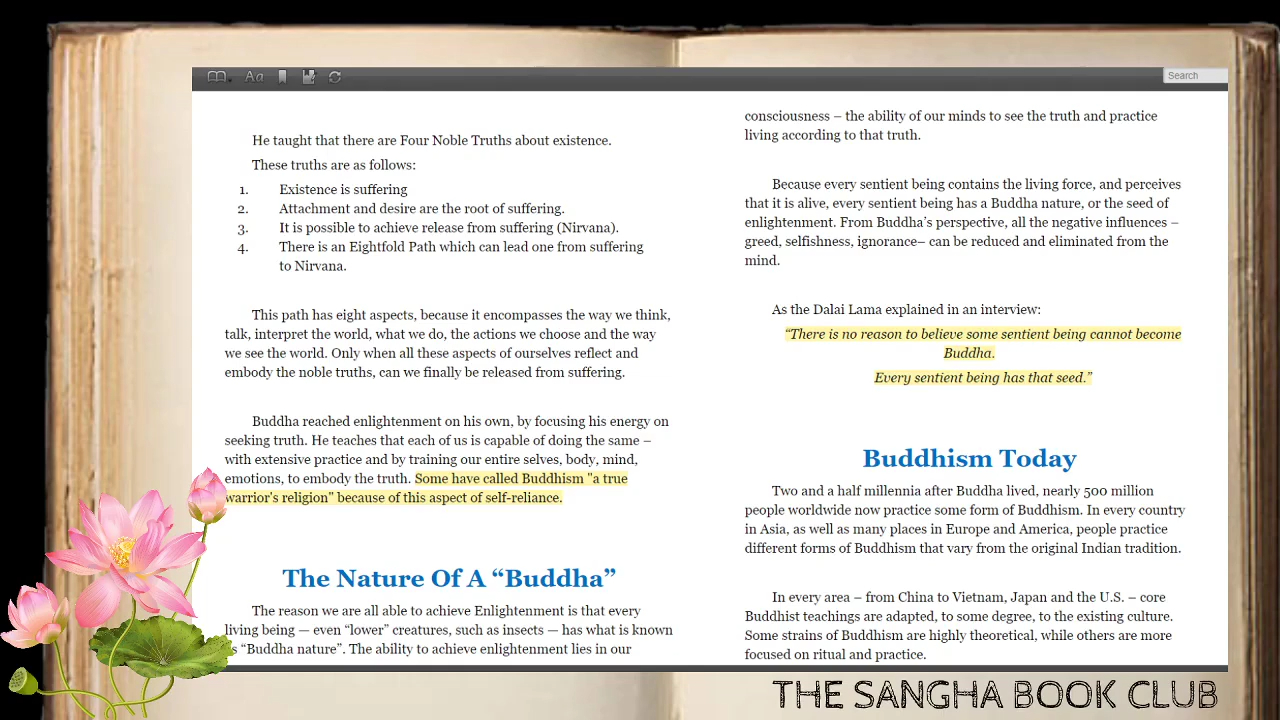 Aa
Search
He taught that there are Four Noble Truths about existence.
These truths are as follows:
1. Existence is suffering
2. Attachment and desire are the root of suffering.
3. It is possible to achieve release from suffering (Nirvana).
4. There is an Eightfold Path which can lead one from suffering
to Nirvana.
This path has eight aspects, because it encompasses the way we think,
talk, interpret the world, what we do, the actions we choose and the way
we see the world. Only when all these aspects of ourselves reflect and
embody the noble truths, can we finally be released from suffering.
Buddha reached enlightenment on his own, by focusing his energy on
seeking truth. He teaches that each of us is capable of doing the same –
with extensive practice and by training our entire selves, body, mind,
emotions, to embody the truth. Some have called Buddhism "a true
warrior's religion" because of this aspect of self-reliance.
The Nature Of A “Buddha”
The reason we are all able to achieve Enlightenment is that every
living being — even “lower” creatures, such as insects — has what is known
as “Buddha nature”. The ability to achieve enlightenment lies in our
consciousness – the ability of our minds to see the truth and practice
living according to that truth.
Because every sentient being contains the living force, and perceives
that it is alive, every sentient being has a Buddha nature, or the seed of
enlightenment. From Buddha’s perspective, all the negative influences –
greed, selfishness, ignorance– can be reduced and eliminated from the
mind.
As the Dalai Lama explained in an interview:
“There is no reason to believe some sentient being cannot become
Buddha.
Every sentient being has that seed.”
Buddhism Today
Two and a half millennia after Buddha lived, nearly 500 million
people worldwide now practice some form of Buddhism. In every country
in Asia, as well as many places in Europe and America, people practice
different forms of Buddhism that vary from the original Indian tradition.
In every area – from China to Vietnam, Japan and the U.S. – core
Buddhist teachings are adapted, to some degree, to the existing culture.
Some strains of Buddhism are highly theoretical, while others are more
focused on ritual and practice.
THE SANGHA BOOK CLUB